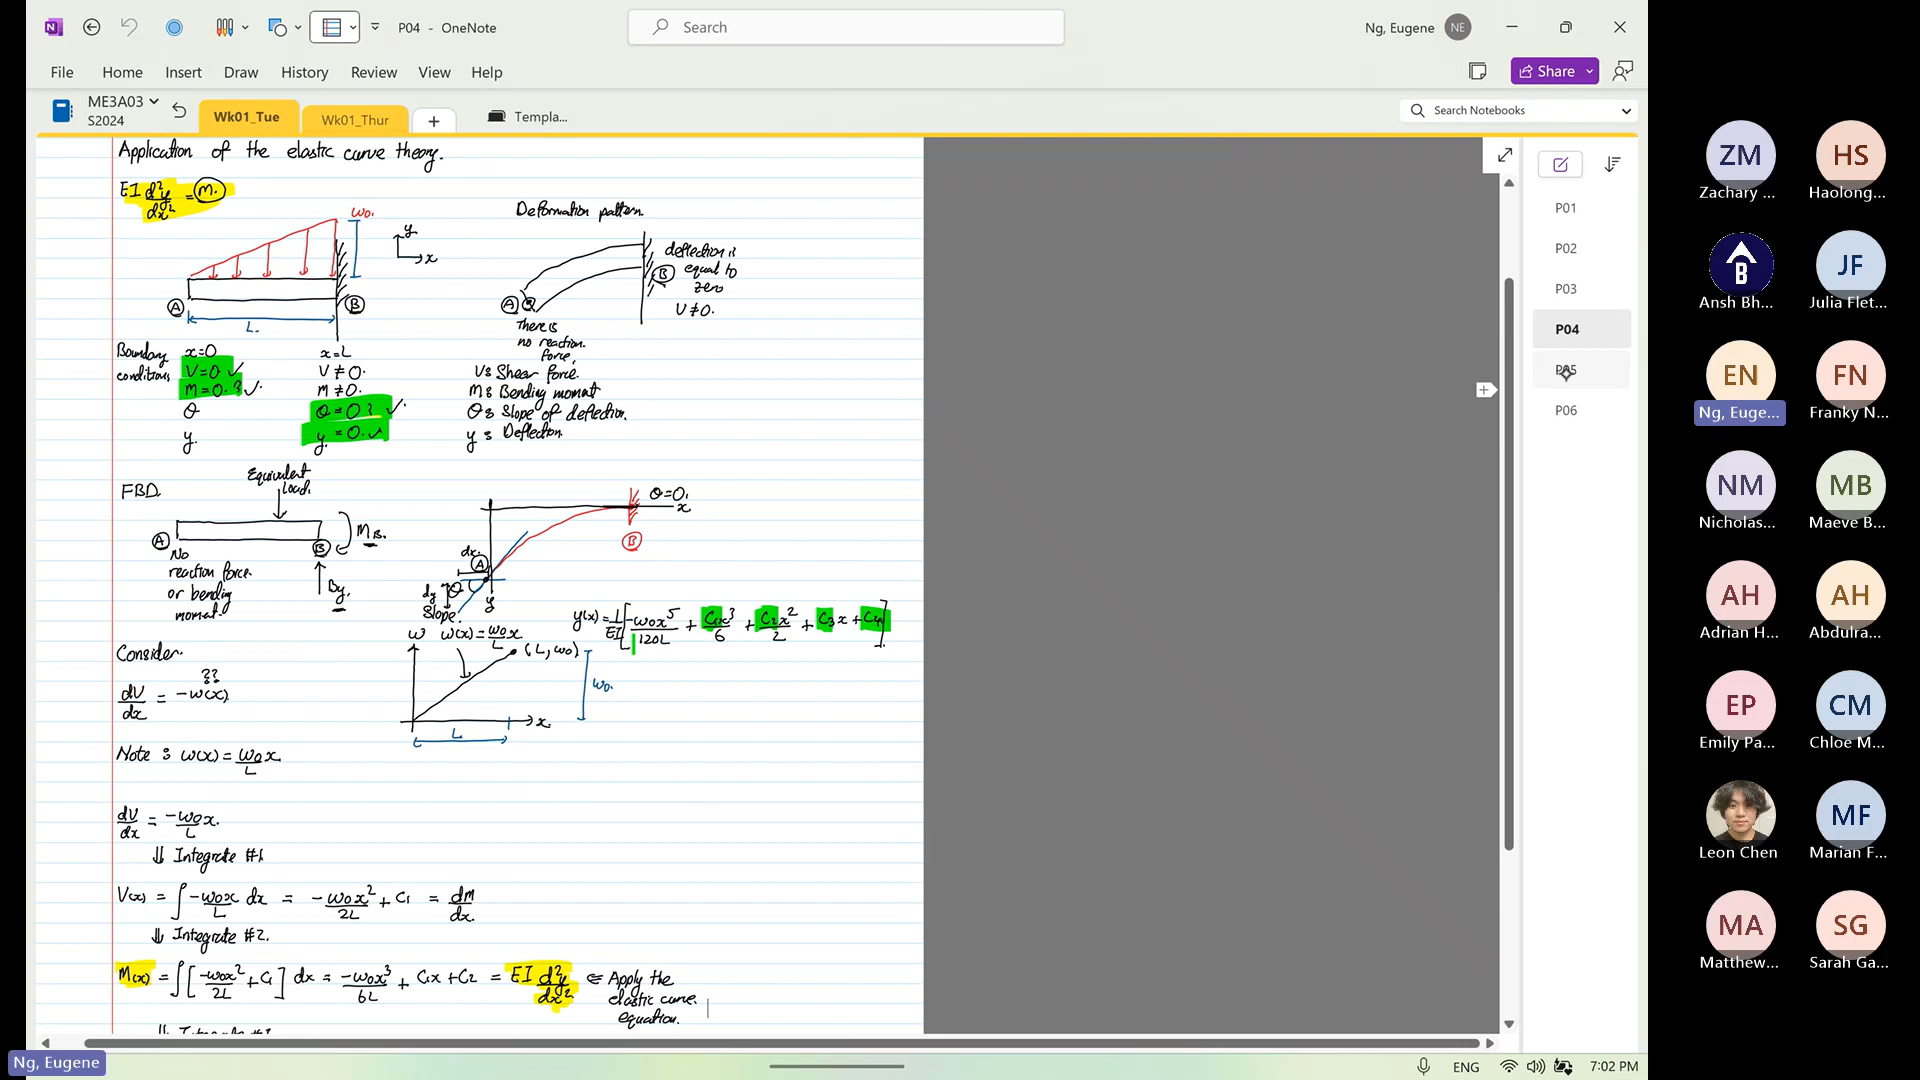 P04 - OneNote
Search
Ng, Eugene
NE
File Home Insert Draw History Review View Help
Share
ME3A03
S2024
Wk01_Tue
Wk01_Thur
Templa...
Search Notebooks
Application of the elastic curve theory.
EI d²y/dx² = M.
w0.
y
x
A
B
L.
Deformation pattern.
deflection is
B equal to
zero
V≠0.
A
There is
no reaction
force,
Boundary conditions
x=0
x=L
V=0 ✓
V≠0.
M=0.? ✓
M≠0.
θ
θ=0? ✓
y.
y=0. ✓
V: Shear force.
M: Bending moment
θ: Slope of deflection.
y: Deflection.
FBD.
Equivalent
Load.
A
B
MB.
No
reaction force
or bending
moment.
By.
θ=0.
x
B
dx.
A
dy θ
Slope.
y
y(x)=1/EI[-w0x⁵/120L + C1x³/6 + C2x²/2 + C3x + C4]
w
w(x)=w0x/L
(L, w0)
w0.
x
L
Consider.
??
dV/dx = -w(x)
Note: w(x)=w0x/L
dV/dx = -w0x/L
⇓ Integrate #1
V(x) = ∫-w0x/L dx = -w0x²/2L + C1 = dM/dx.
⇓ Integrate #2.
M(x) = ∫[-w0x²/2L + C1] dx = -w0x³/6L + C1x + C2 = EI d²y/dx² ⇐ Apply the
elastic curve
equation.
P01
P02
P03
P04
P05
P06
ZM
Zachary ...
HS
Haolong...
B
Ansh Bh...
JF
Julia Flet...
EN
Ng, Euge...
FN
Franky N...
NM
Nicholas...
MB
Maeve B...
AH
Adrian H...
AH
Abdulra...
EP
Emily Pa...
CM
Chloe M...
Leon Chen
MF
Marian F...
MA
Matthew...
SG
Sarah Ga...
Ng, Eugene
ENG
7:02 PM